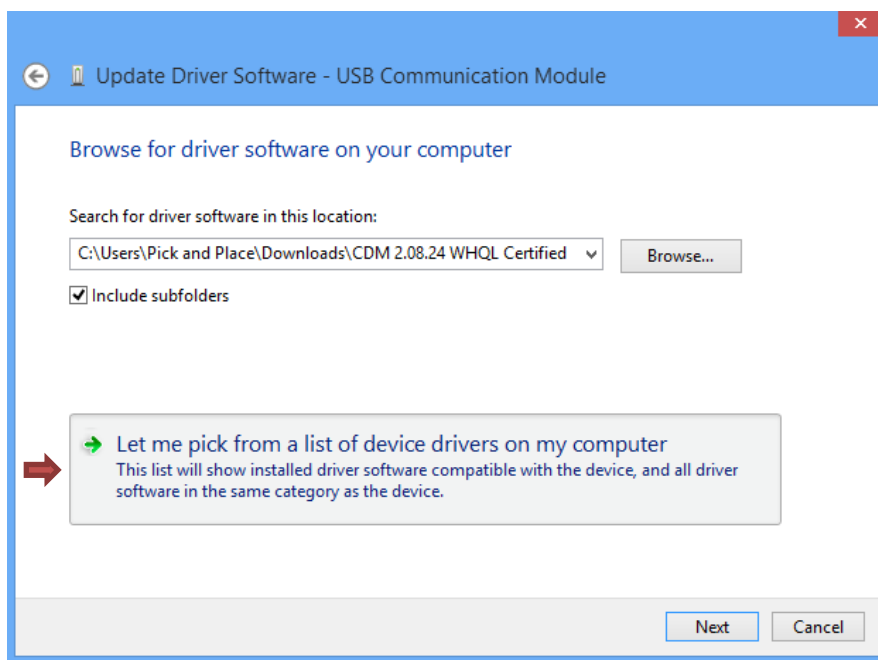 Update Driver Software - USB Communication Module
Browse for driver software on your computer
Search for driver software in this location:
C:\Users\Pick and Place\Downloads\CDM 2.08.24 WHQL Certified
Browse...
Include subfolders
Let me pick from a list of device drivers on my computer
This list will show installed driver software compatible with the device, and all driver
software in the same category as the device.
Next
Cancel